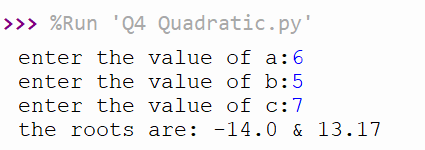 >>> %Run 'Q4 Quadratic.py'
enter the value of a:6
enter the value of b:5
enter the value of c:7
the roots are: -14.0 & 13.17